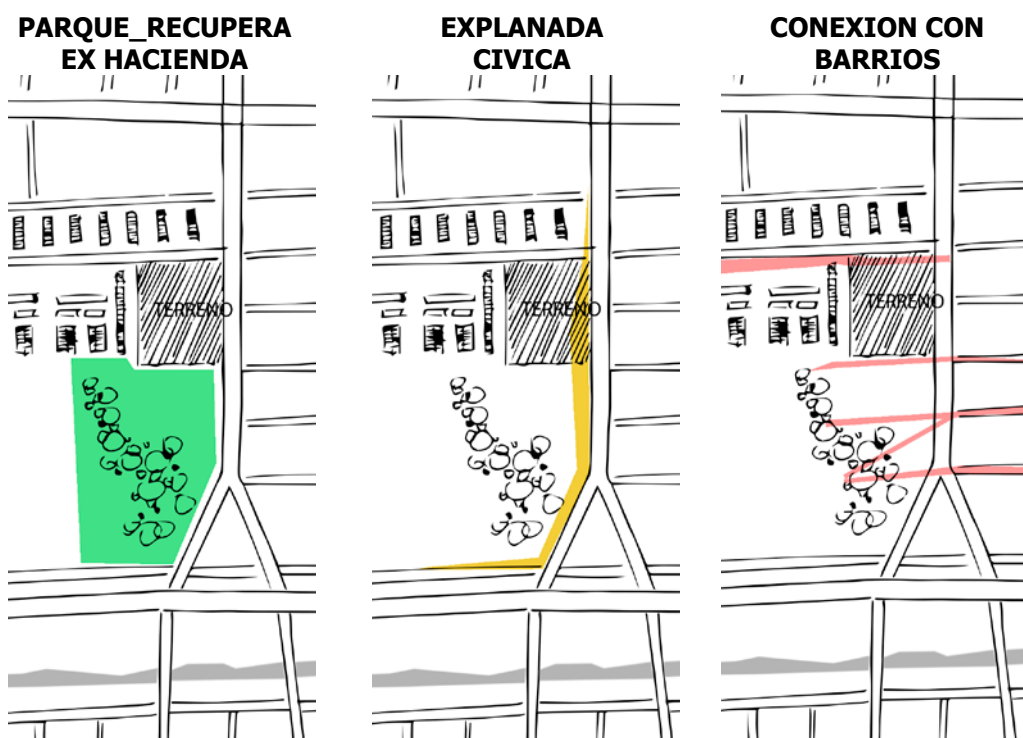 PARQUE_RECUPERA
EX HACIENDA
EXPLANADA
CIVICA
CONEXION CON
BARRIOS
TERRENO
TERRENO
TERRENO